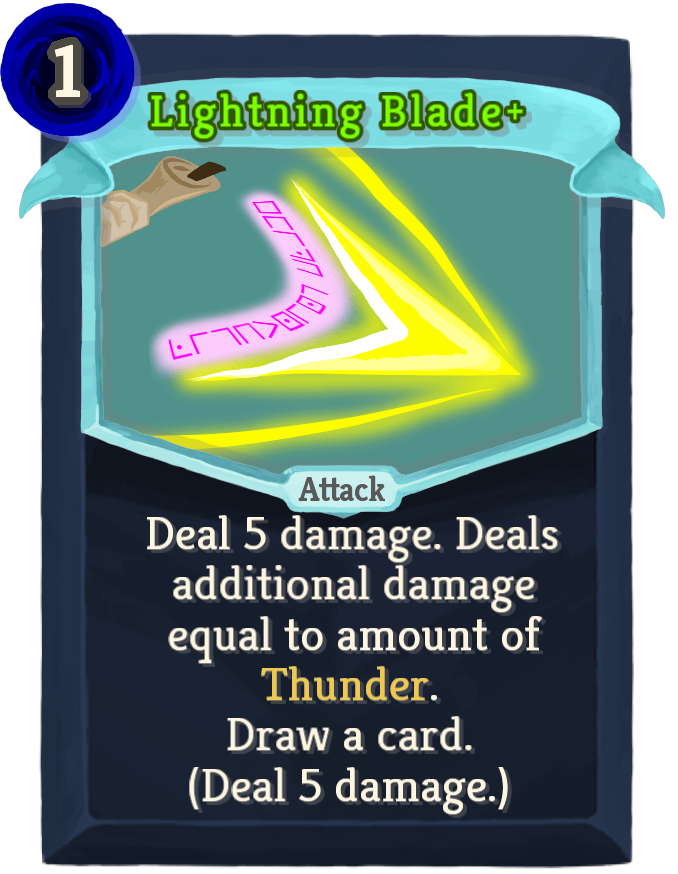 1
Lightning Blade+
Attack
Deal 5 damage. Deals
additional damage
equal to amount of
Thunder.
Draw a card.
(Deal 5 damage.)